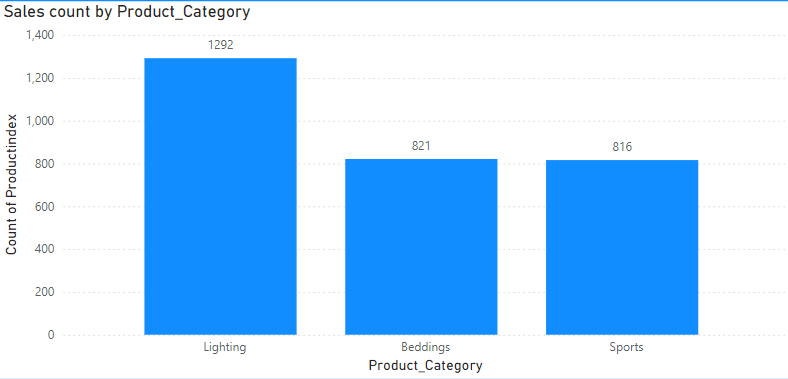 Sales count by Product_Category
Count of Productindex
1,400
1,200
1,000
800
600
400
200
0
1292
821
816
Lighting
Beddings
Sports
Product_Category